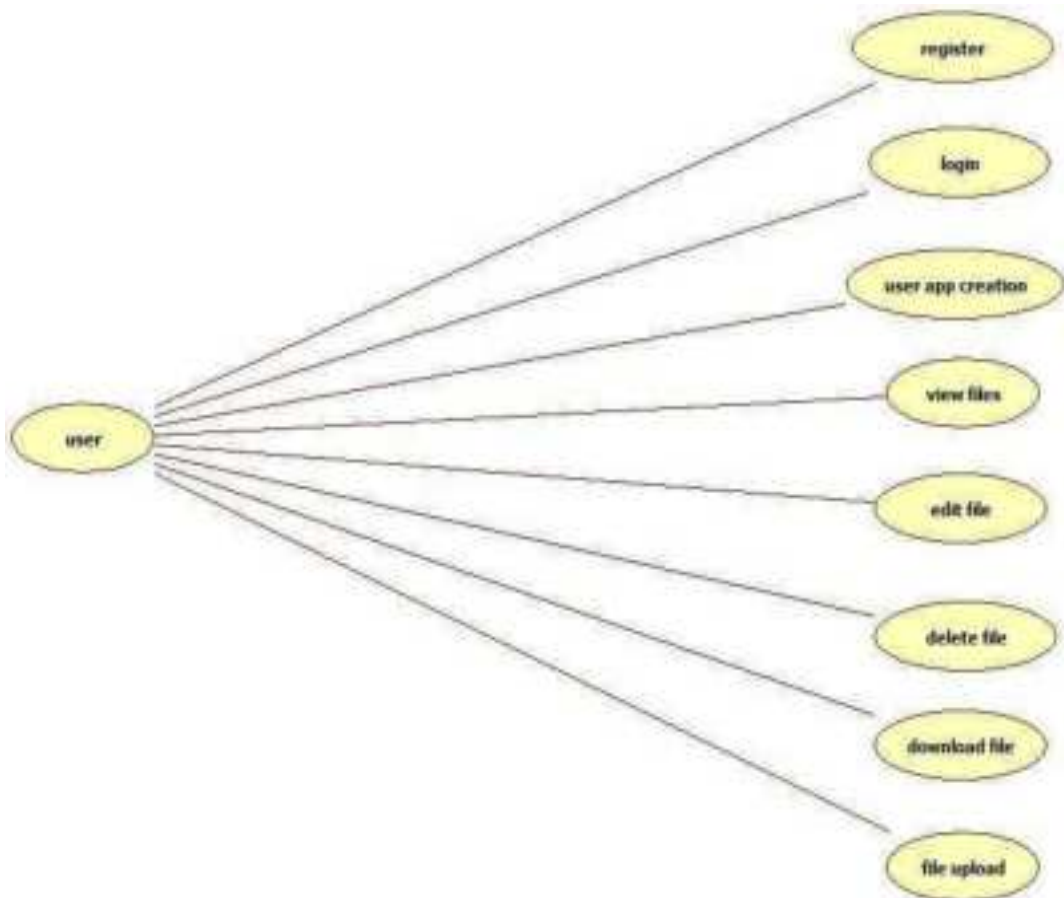 register
login
user app creation
view files
user
edit file
delete file
download file
file upload